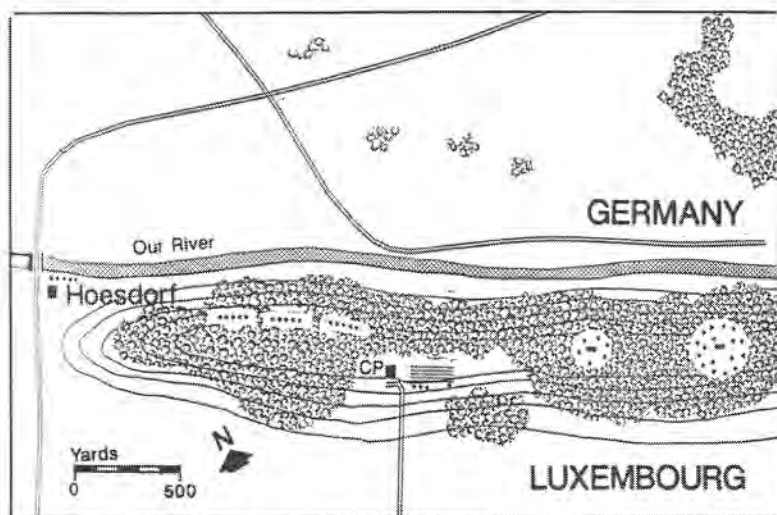 GERMANY
Our River
Hoesdorf
CP
N
Yards
0 500
LUXEMBOURG